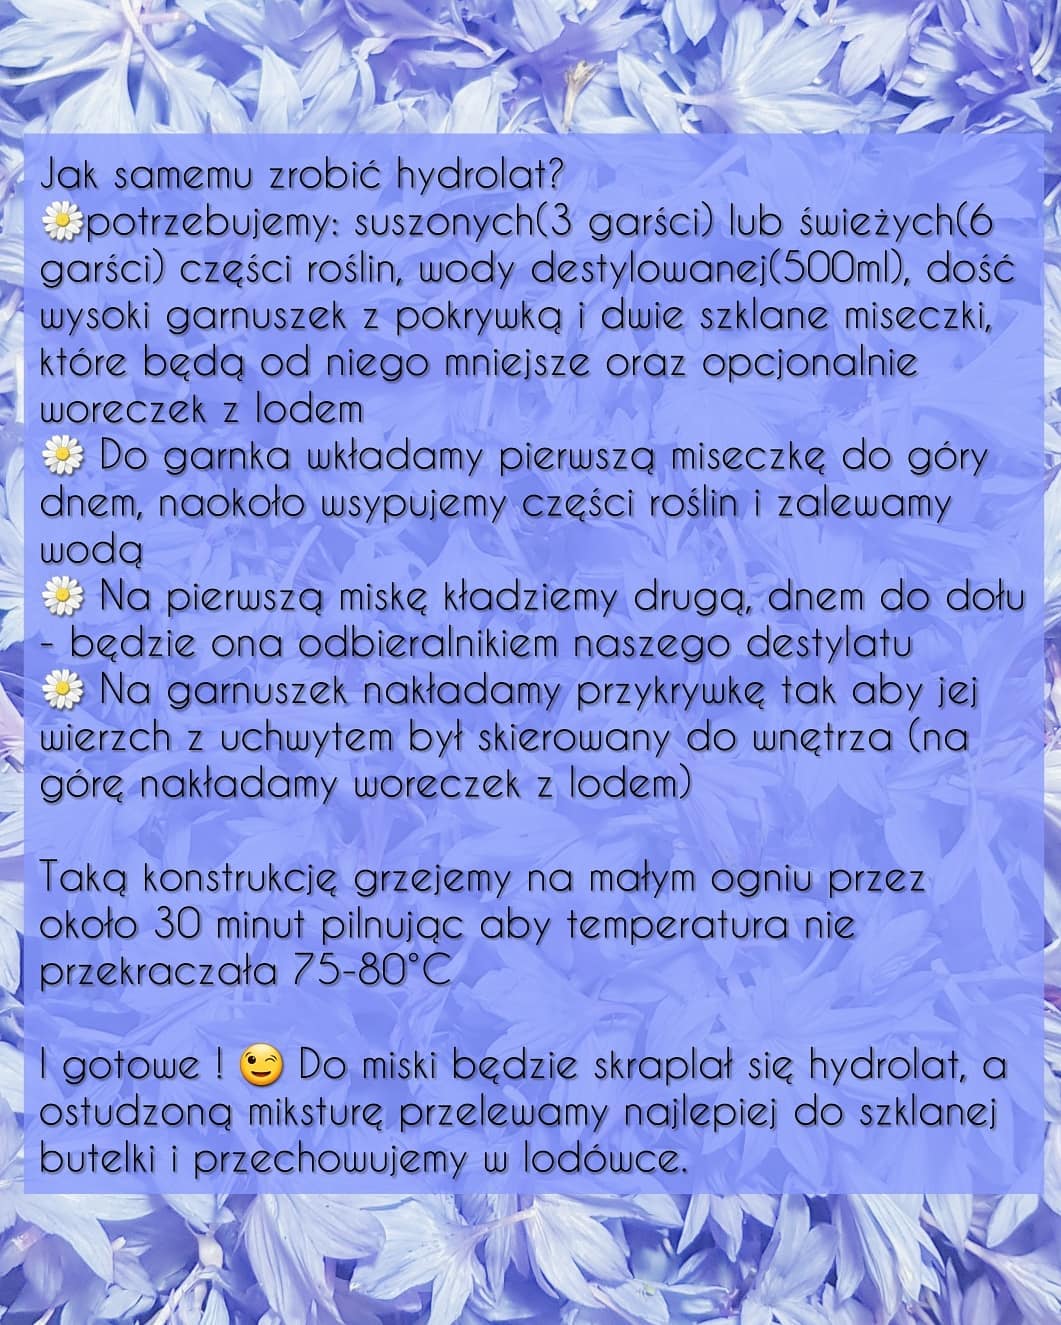 Jak samemu zrobić hydrolat?
🌼potrzebujemy: suszonych(3 garści) lub świeżych(6
garści) części roślin, wody destylowanej(500ml), dość
wysoki garnuszek z pokrywką i dwie szklane miseczki,
które będą od niego mniejsze oraz opcjonalnie
woreczek z lodem
🌼 Do garnka wkładamy pierwszą miseczkę do góry
dnem, naokoło wsypujemy części roślin i zalewamy
wodą
🌼 Na pierwszą miskę kładziemy drugą, dnem do dołu
- będzie ona odbieralnikiem naszego destylatu
🌼 Na garnuszek nakładamy przykrywkę tak aby jej
wierzch z uchwytem był skierowany do wnętrza (na
górę nakładamy woreczek z lodem)
Taką konstrukcję grzejemy na małym ogniu przez
około 30 minut pilnując aby temperatura nie
przekraczała 75-80°C
I gotowe ! 😉 Do miski będzie skraplał się hydrolat, a
ostudzoną miksturę przelewamy najlepiej do szklanej
butelki i przechowujemy w lodówce.